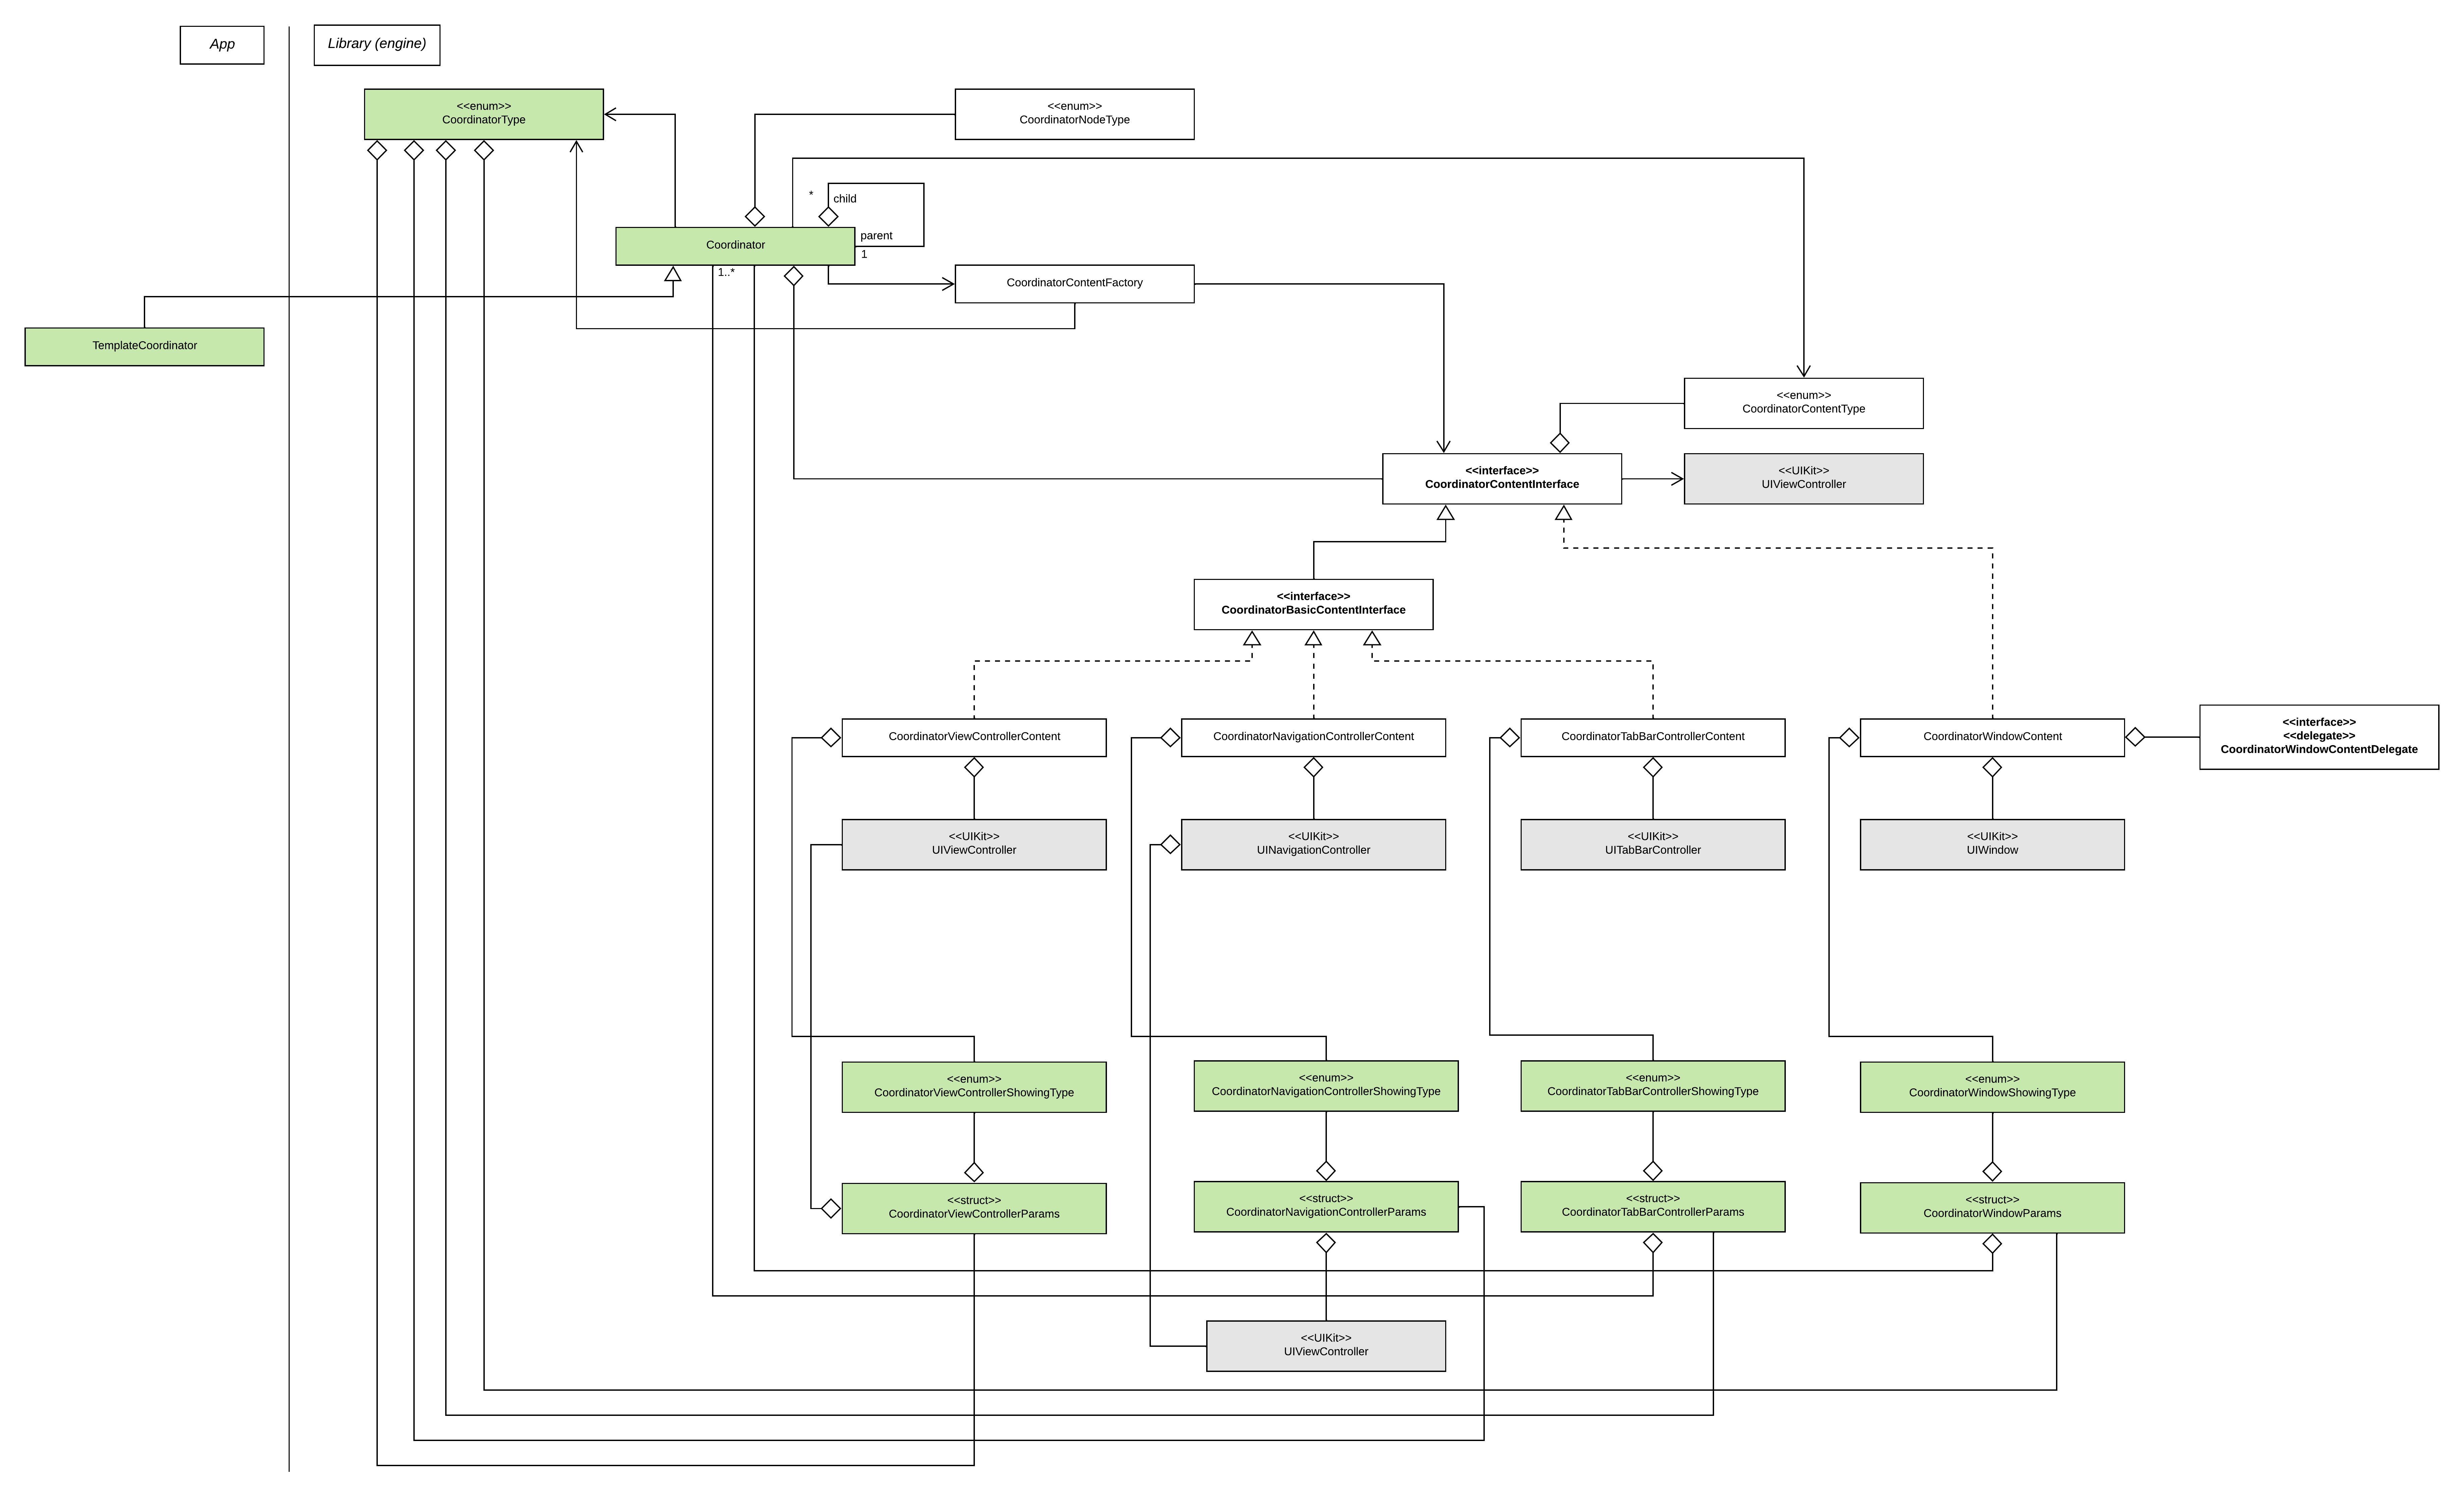 App
Library (engine)
<<enum>>
CoordinatorType
<<enum>>
CoordinatorNodeType
*
child
parent
1
Coordinator
1..*
CoordinatorContentFactory
TemplateCoordinator
<<enum>>
CoordinatorContentType
<<interface>>
CoordinatorContentInterface
<<UIKit>>
UIViewController
<<interface>>
CoordinatorBasicContentInterface
CoordinatorViewControllerContent
CoordinatorNavigationControllerContent
CoordinatorTabBarControllerContent
CoordinatorWindowContent
<<interface>>
<<delegate>>
CoordinatorWindowContentDelegate
<<UIKit>>
UIViewController
<<UIKit>>
UINavigationController
<<UIKit>>
UITabBarController
<<UIKit>>
UIWindow
<<enum>>
CoordinatorViewControllerShowingType
<<enum>>
CoordinatorNavigationControllerShowingType
<<enum>>
CoordinatorTabBarControllerShowingType
<<enum>>
CoordinatorWindowShowingType
<<struct>>
CoordinatorViewControllerParams
<<struct>>
CoordinatorNavigationControllerParams
<<struct>>
CoordinatorTabBarControllerParams
<<struct>>
CoordinatorWindowParams
<<UIKit>>
UIViewController